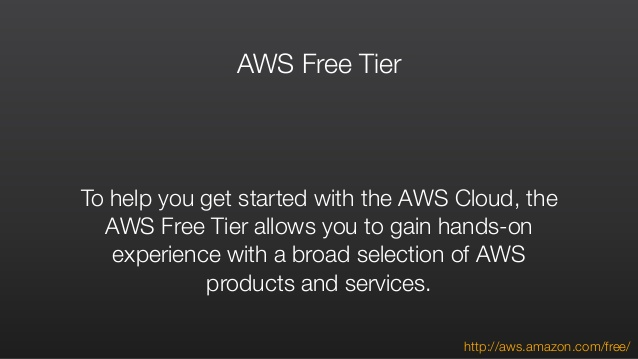 AWS Free Tier
To help you get started with the AWS Cloud, the
AWS Free Tier allows you to gain hands-on
experience with a broad selection of AWS
products and services.
http://aws.amazon.com/free/